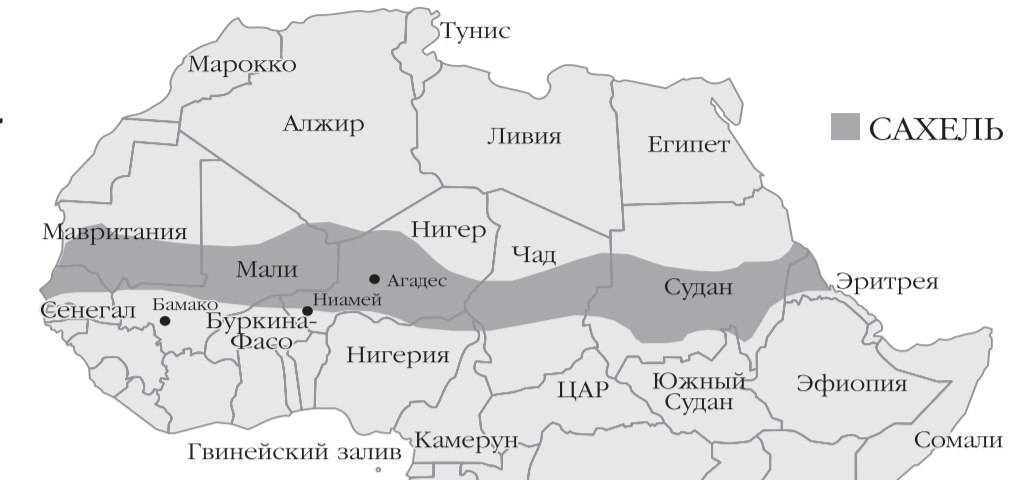 Тунис
Марокко
Алжир
Ливия
Египет
САХЕЛЬ
Мавритания
Нигер
Чад
Мали
Агадес
Судан
Эритрея
Сенегал
Бамако
Ниамей
Буркина-
Фасо
Нигерия
ЦАР
Южный
Судан
Эфиопия
Гвинейский залив
Камерун
Сомали